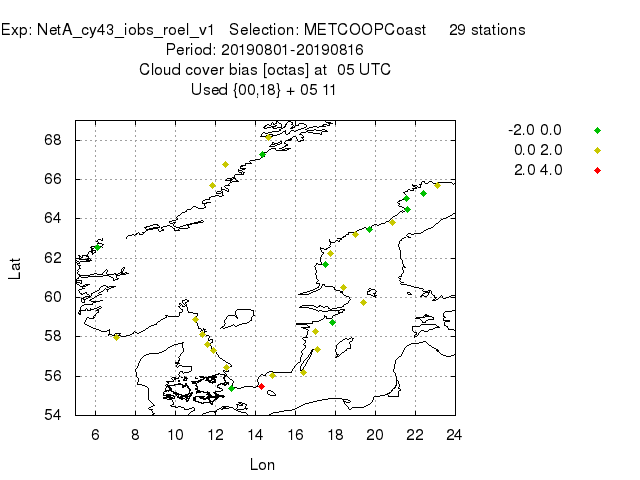 Exp: NetA_cy43_iobs_roel_v1 Selection: METCOOPCoast 29 stations
Period: 20190801-20190816
Cloud cover bias [octas] at 05 UTC
Used {00,18} + 05 11
-2.0 0.0
0.0 2.0
2.0 4.0
68
66
64
62
60
58
56
54
Lat
6 8 10 12 14 16 18 20 22 24
Lon